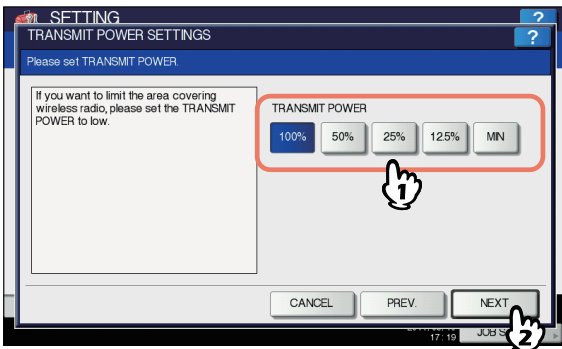 SETTING
?
TRANSMIT POWER SETTINGS
?
Please set TRANSMIT POWER.
If you want to limit the area covering
wireless radio, please set the TRANSMIT
POWER to low.
TRANSMIT POWER
100% 50% 25% 12.5% MIN
1
CANCEL PREV. NEXT
2
17:19 JOB S